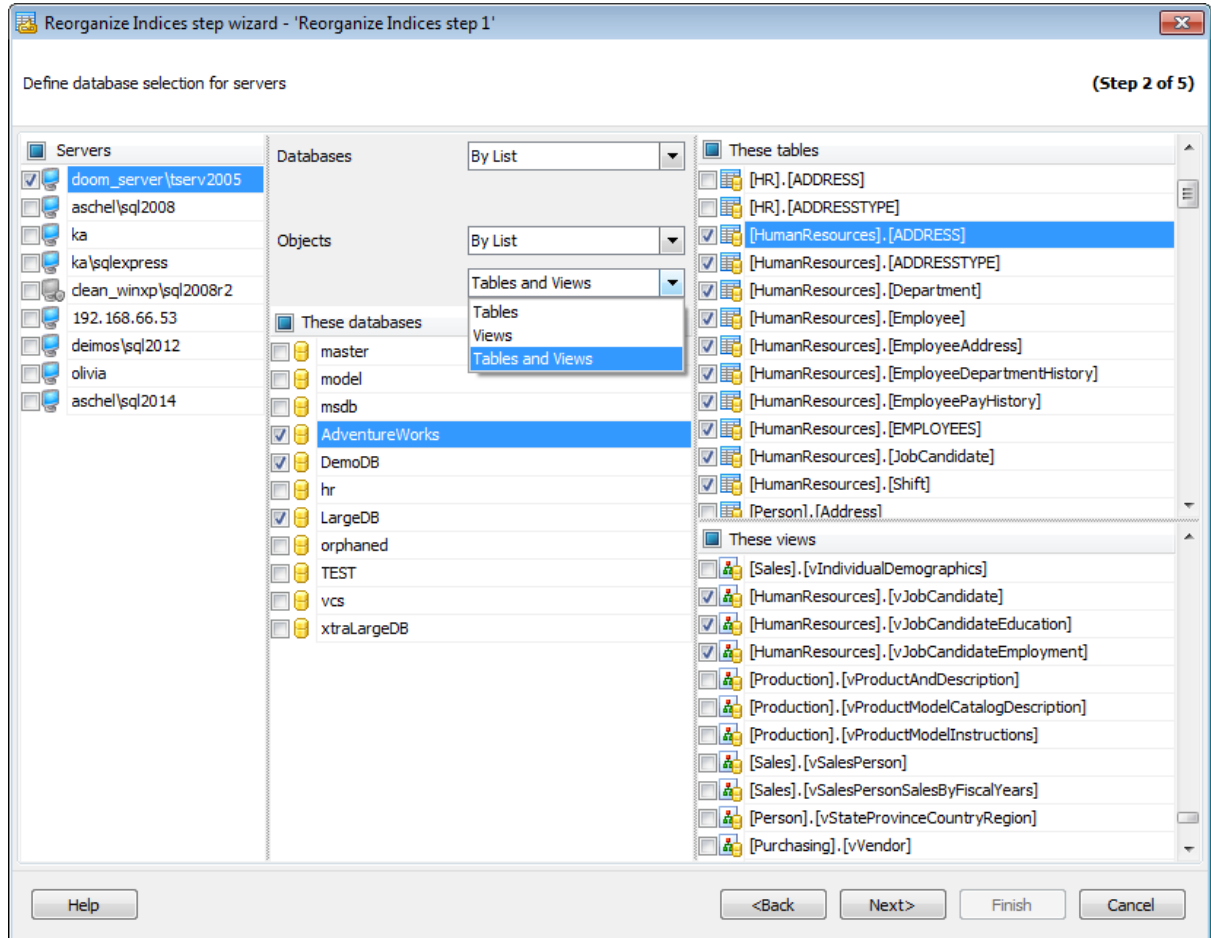 Reorganize Indices step wizard - 'Reorganize Indices step 1'
Define database selection for servers
(Step 2 of 5)
Servers
doom_server\tserv2005
aschel\sql2008
ka
ka\sqlexpress
clean_winxp\sql2008r2
192.168.66.53
deimos\sql2012
olivia
aschel\sql2014
Databases
By List
Objects
By List
Tables and Views
Tables
Views
Tables and Views
These databases
master
model
msdb
AdventureWorks
DemoDB
hr
LargeDB
orphaned
TEST
vcs
xtraLargeDB
These tables
[HR].[ADDRESS]
[HR].[ADDRESSTYPE]
[HumanResources].[ADDRESS]
[HumanResources].[ADDRESSTYPE]
[HumanResources].[Department]
[HumanResources].[Employee]
[HumanResources].[EmployeeAddress]
[HumanResources].[EmployeeDepartmentHistory]
[HumanResources].[EmployeePayHistory]
[HumanResources].[EMPLOYEES]
[HumanResources].[JobCandidate]
[HumanResources].[Shift]
[Person].[Address]
These views
[Sales].[vIndividualDemographics]
[HumanResources].[vJobCandidate]
[HumanResources].[vJobCandidateEducation]
[HumanResources].[vJobCandidateEmployment]
[Production].[vProductAndDescription]
[Production].[vProductModelCatalogDescription]
[Production].[vProductModelInstructions]
[Sales].[vSalesPerson]
[Sales].[vSalesPersonSalesByFiscalYears]
[Person].[vStateProvinceCountryRegion]
[Purchasing].[vVendor]
Help
<Back
Next>
Finish
Cancel